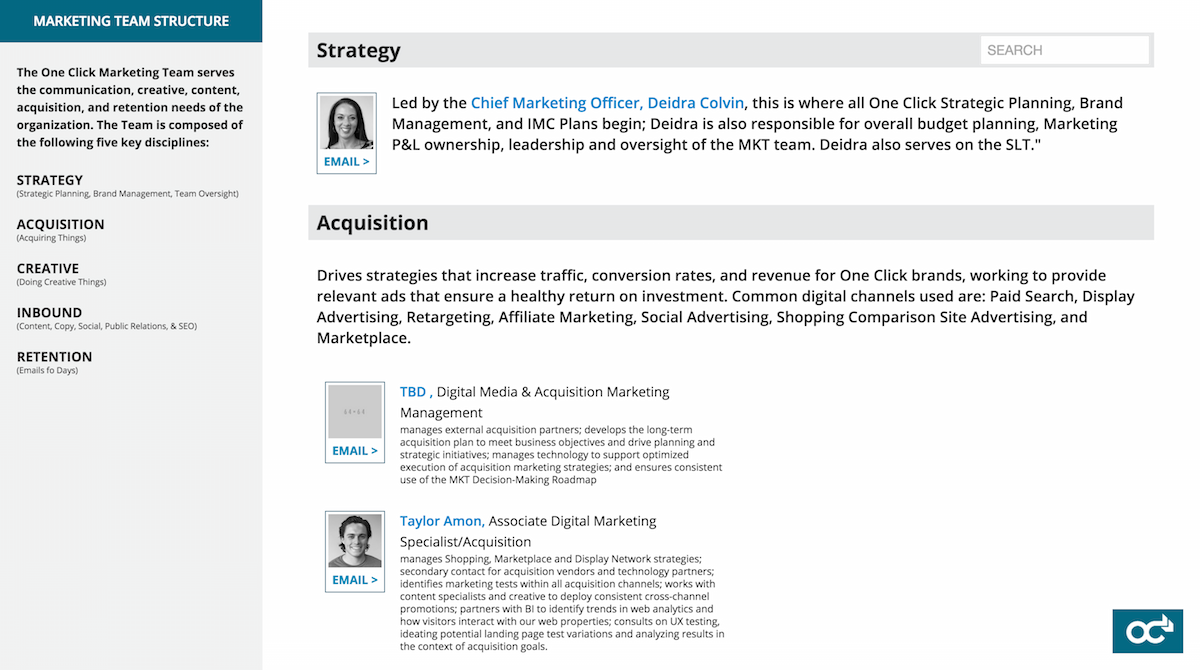 MARKETING TEAM STRUCTURE
The One Click Marketing Team serves
the communication, creative, content,
acquisition, and retention needs of the
organization. The Team is composed of
the following five key disciplines:
STRATEGY
(Strategic Planning, Brand Management, Team Oversight)
ACQUISITION
(Acquiring Things)
CREATIVE
(Doing Creative Things)
INBOUND
(Content, Copy, Social, Public Relations, & SEO)
RETENTION
(Emails fo Days)
Strategy
SEARCH
Led by the Chief Marketing Officer, Deidra Colvin, this is where all One Click Strategic Planning, Brand
Management, and IMC Plans begin; Deidra is also responsible for overall budget planning, Marketing
P&L ownership, leadership and oversight of the MKT team. Deidra also serves on the SLT."
EMAIL >
Acquisition
Drives strategies that increase traffic, conversion rates, and revenue for One Click brands, working to provide
relevant ads that ensure a healthy return on investment. Common digital channels used are: Paid Search, Display
Advertising, Retargeting, Affiliate Marketing, Social Advertising, Shopping Comparison Site Advertising, and
Marketplace.
EMAIL >
TBD , Digital Media & Acquisition Marketing
Management
manages external acquisition partners; develops the long-term
acquisition plan to meet business objectives and drive planning and
strategic initiatives; manages technology to support optimized
execution of acquisition marketing strategies; and ensures consistent
use of the MKT Decision-Making Roadmap
EMAIL >
Taylor Amon, Associate Digital Marketing
Specialist/Acquisition
manages Shopping, Marketplace and Display Network strategies;
secondary contact for acquisition vendors and technology partners;
identifies marketing tests within all acquisition channels; works with
content specialists and creative to deploy consistent cross-channel
promotions; partners with BI to identify trends in web analytics and
how visitors interact with our web properties; consults on UX testing,
ideating potential landing page test variations and analyzing results in
the context of acquisition goals.
OC